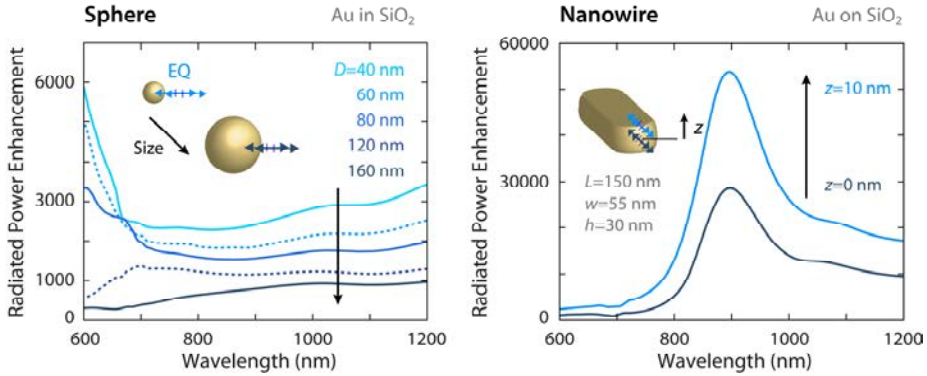 Sphere
Au in SiO₂
Radiated Power Enhancement
6000
3000
1000
0
EQ
Size
D=40 nm
60 nm
80 nm
120 nm
160 nm
600
800
1000
1200
Wavelength (nm)
Nanowire
Au on SiO₂
Radiated Power Enhancement
60000
30000
0
z
L=150 nm
w=55 nm
h=30 nm
z=10 nm
z=0 nm
600
800
1000
1200
Wavelength (nm)